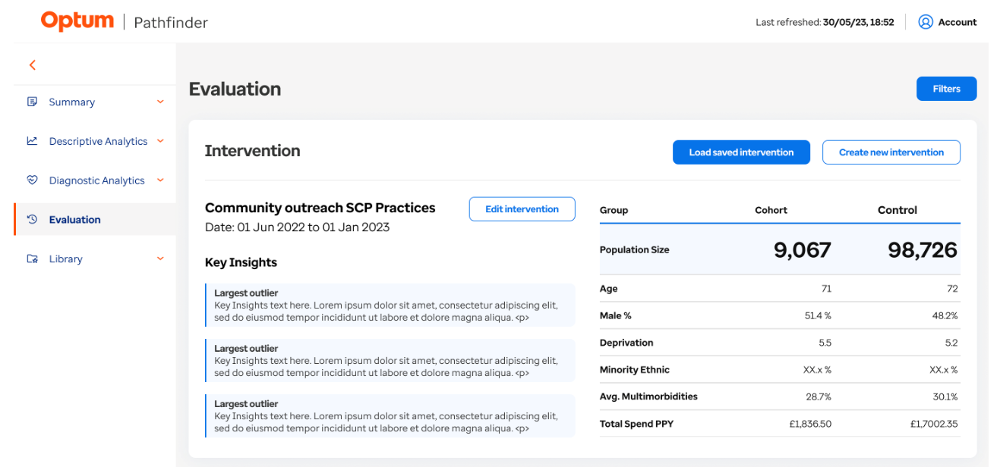 Optum | Pathfinder
Last refreshed: 30/05/23, 18:52
Account
Summary
Descriptive Analytics
Diagnostic Analytics
Evaluation
Library
Evaluation
Filters
Intervention
Load saved intervention
Create new intervention
Community outreach SCP Practices
Edit intervention
Date: 01 Jun 2022 to 01 Jan 2023
Key Insights
Largest outlier
Key Insights text here. Lorem ipsum dolor sit amet, consectetur adipiscing elit,
sed do eiusmod tempor incididunt ut labore et dolore magna aliqua. <p>
Largest outlier
Key Insights text here. Lorem ipsum dolor sit amet, consectetur adipiscing elit,
sed do eiusmod tempor incididunt ut labore et dolore magna aliqua. <p>
Largest outlier
Key Insights text here. Lorem ipsum dolor sit amet, consectetur adipiscing elit,
sed do eiusmod tempor incididunt ut labore et dolore magna aliqua. <p>
Group Cohort Control
Population Size 9,067 98,726
Age 71 72
Male % 51.4 % 48.2%
Deprivation 5.5 5.2
Minority Ethnic XX.x % XX.x %
Avg. Multimorbidities 28.7% 30.1%
Total Spend PPY £1,836.50 £1,7002.35